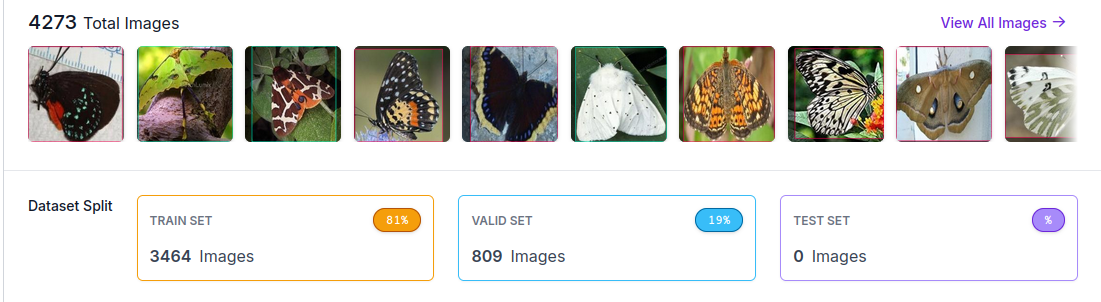 4273 Total Images
View All Images →
Dataset Split
TRAIN SET
81%
3464 Images
VALID SET
19%
809 Images
TEST SET
%
0 Images